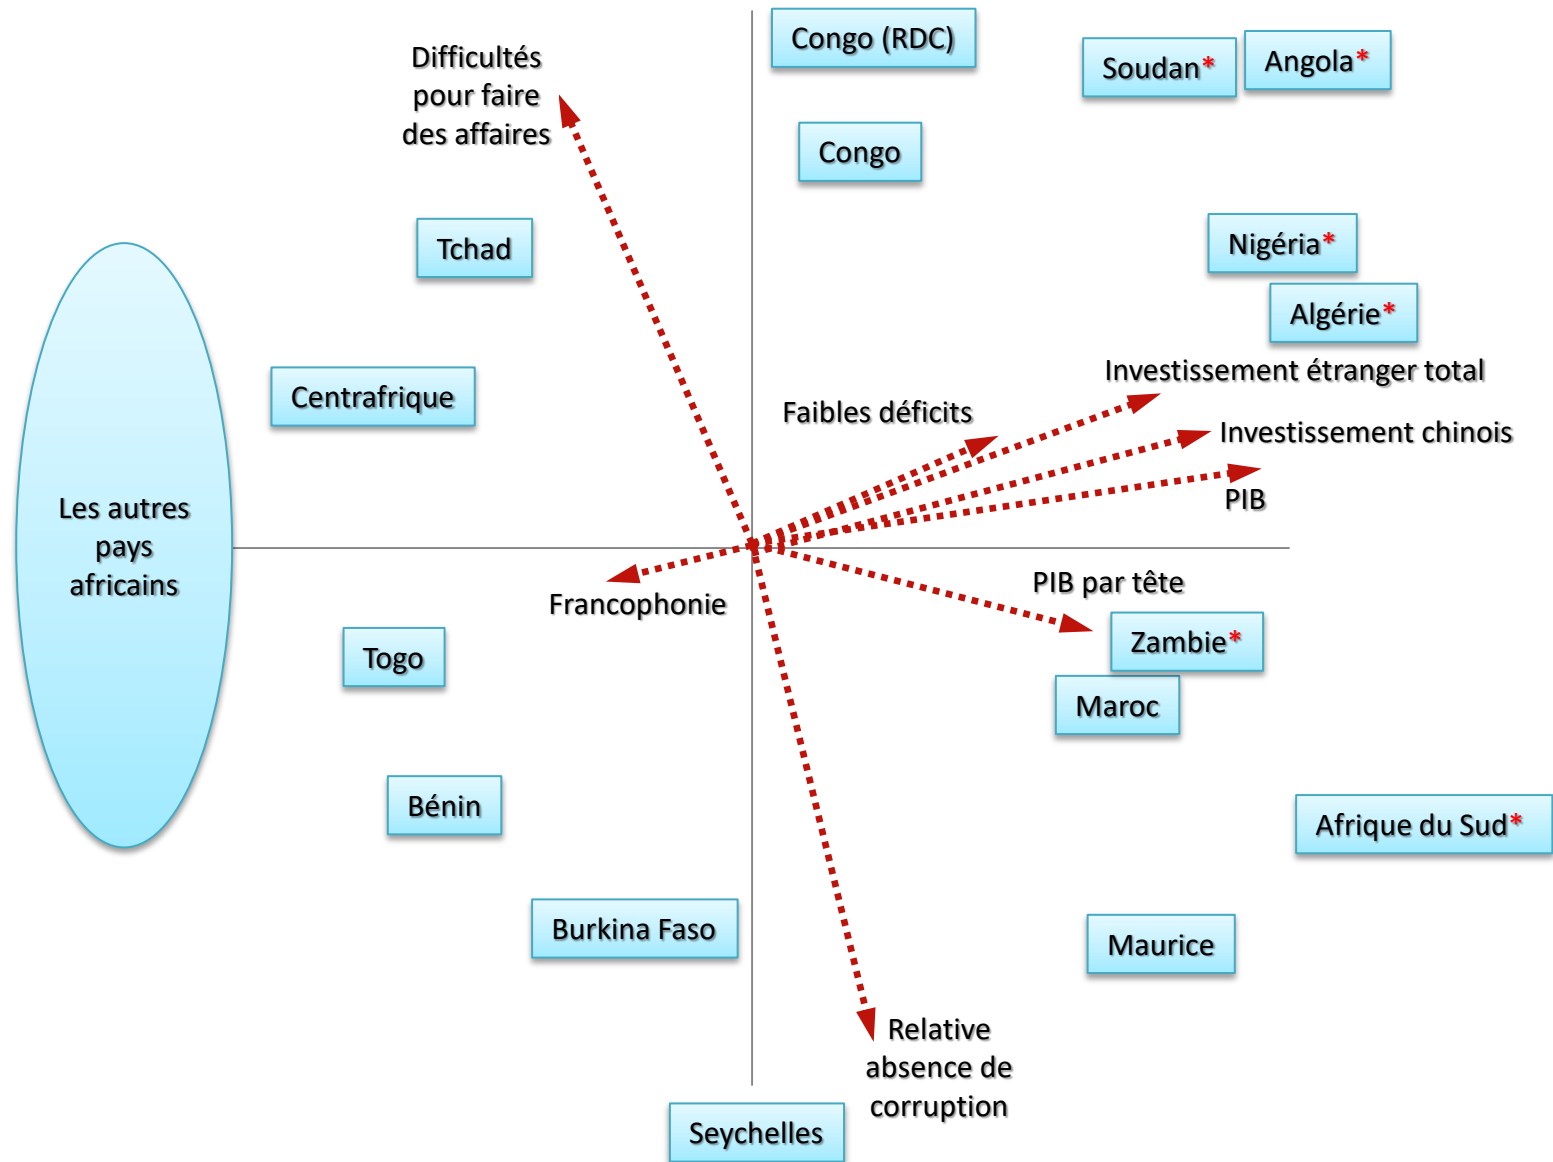 Congo (RDC)
Soudan*
Angola*
Difficultés
pour faire
des affaires
Congo
Tchad
Nigéria*
Algérie*
Investissement étranger total
Centrafrique
Faibles déficits
Investissement chinois
PIB
Les autres
pays
africains
PIB par tête
Francophonie
Togo
Zambie*
Maroc
Bénin
Afrique du Sud*
Burkina Faso
Maurice
Relative
absence de
corruption
Seychelles